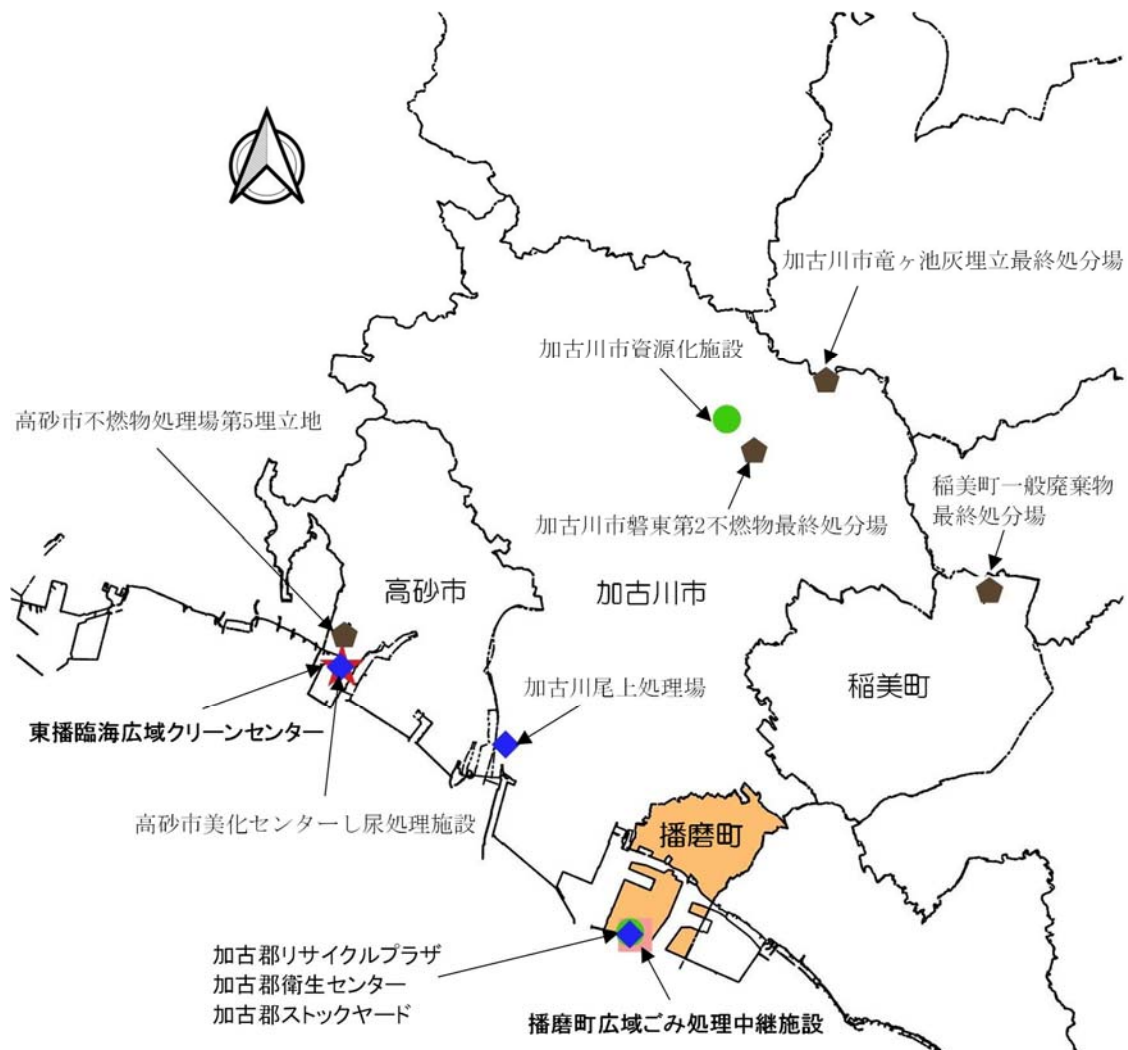 加古川市竜ヶ池灰埋立最終処分場
加古川市資源化施設
高砂市不燃物処理場第5埋立地
稲美町一般廃棄物
最終処分場
加古川市磐東第2不燃物最終処分場
高砂市
加古川市
稲美町
加古川尾上処理場
東播臨海広域クリーンセンター
高砂市美化センターし尿処理施設
播磨町
加古郡リサイクルプラザ
加古郡衛生センター
加古郡ストックヤード
播磨町広域ごみ処理中継施設